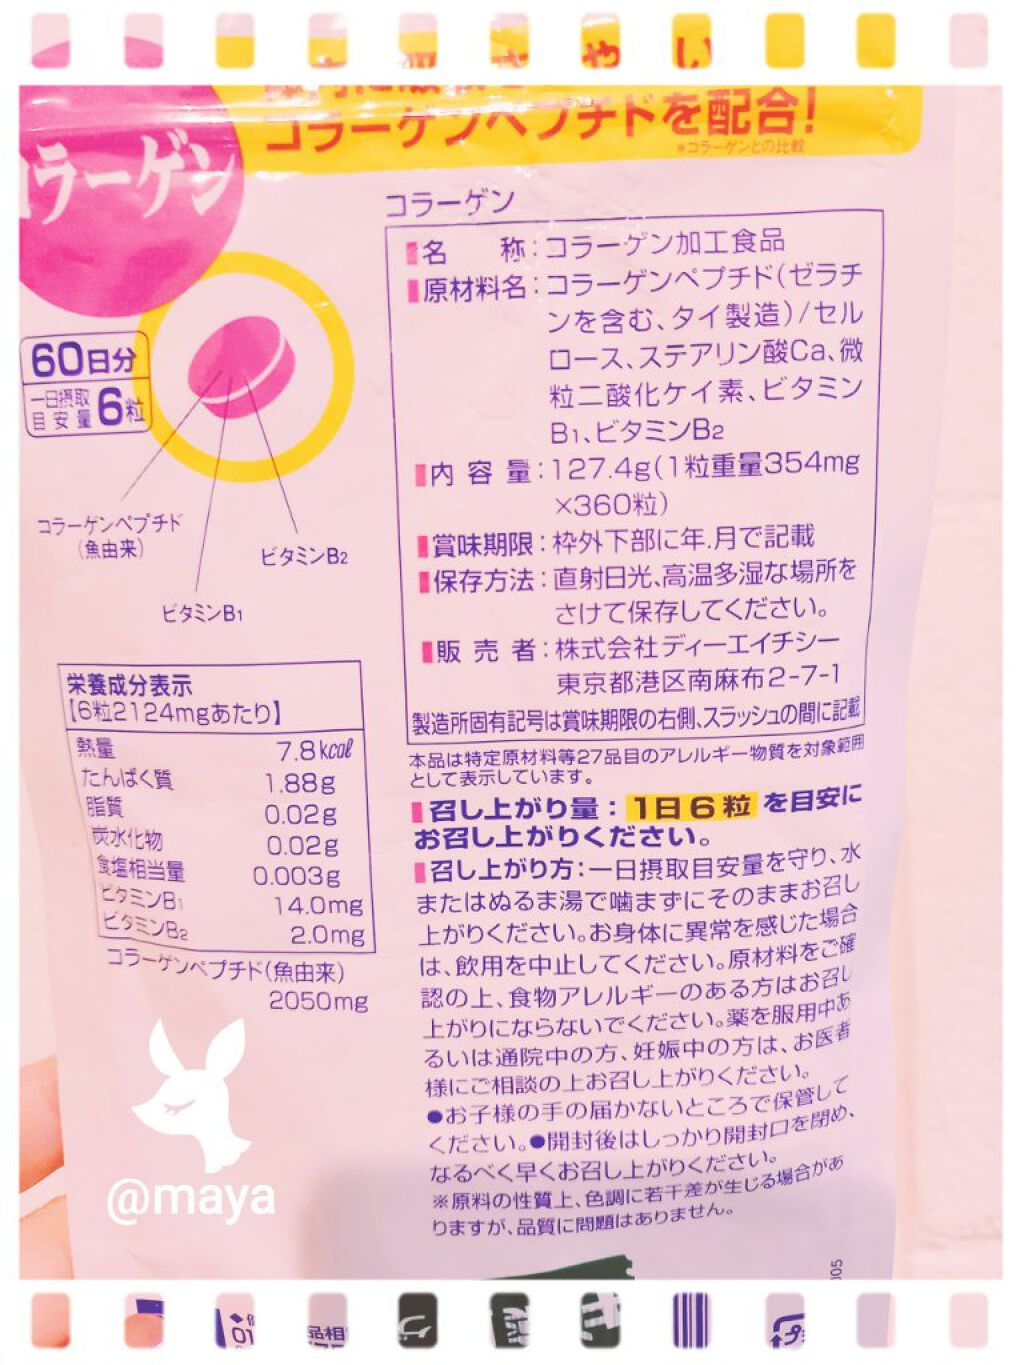 さやい
コラーゲンペプチドを配合!
*コラーゲンとの比較
コラーゲン
60日分
一日摂取
目安量 6粒
コラーゲンペプチド
(魚由来)
ビタミンB2
ビタミンB1
栄養成分表示
【6粒2124mgあたり】
熱量 7.8kcal
たんぱく質 1.88g
脂質 0.02g
炭水化物 0.02g
食塩相当量 0.003g
ビタミンB1 14.0mg
ビタミンB2 2.0mg
コラーゲンペプチド(魚由来)
2050mg
@maya
コラーゲン
名称:コラーゲン加工食品
原材料名:コラーゲンペプチド(ゼラチ
ンを含む、タイ製造)/セル
ロース、ステアリン酸Ca、微
粒二酸化ケイ素、ビタミン
B1、ビタミンB2
内容量:127.4g(1粒重量354mg
×360粒)
賞味期限:枠外下部に年.月で記載
保存方法:直射日光、高温多湿な場所を
さけて保存してください。
販売者:株式会社ディーエイチシー
東京都港区南麻布2-7-1
製造所固有記号は賞味期限の右側、スラッシュの間に記載
本品は特定原材料等27品目のアレルギー物質を対象範囲
として表示しています。
召し上がり量:1日6粒を目安に
お召し上がりください。
召し上がり方:一日摂取目安量を守り、水
またはぬるま湯で噛まずにそのままお召し
上がりください。お身体に異常を感じた場合
は、飲用を中止してください。原材料をご確
認の上、食物アレルギーのある方はお召し
上がりにならないでください。薬を服用中あ
るいは通院中の方、妊娠中の方は、お医者
様にご相談の上お召し上がりください。
●お子様の手の届かないところで保管して
ください。●開封後はしっかり開封口を閉め、
なるべく早くお召し上がりください。
※原料の性質上、色調に若干差が生じる場合があ
りますが、品質に問題はありません。
J05